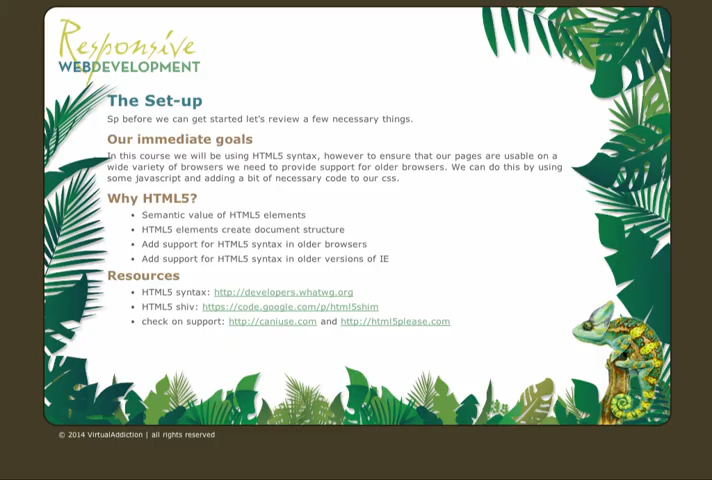 Responsive
WEBDEVELOPMENT
The Set-up
Sp before we can get started let's review a few necessary things.
Our immediate goals
In this course we will be using HTML5 syntax, however to ensure that our pages are usable on a
wide variety of browsers we need to provide support for older browsers. We can do this by using
some javascript and adding a bit of necessary code to our css.
Why HTML5?
• Semantic value of HTML5 elements
• HTML5 elements create document structure
• Add support for HTML5 syntax in older browsers
• Add support for HTML5 syntax in older versions of IE
Resources
• HTML5 syntax: http://developers.whatwg.org
• HTML5 shiv: https://code.google.com/p/html5shim
• check on support: http://caniuse.com and http://html5please.com
© 2014 VirtualAddiction | all rights reserved